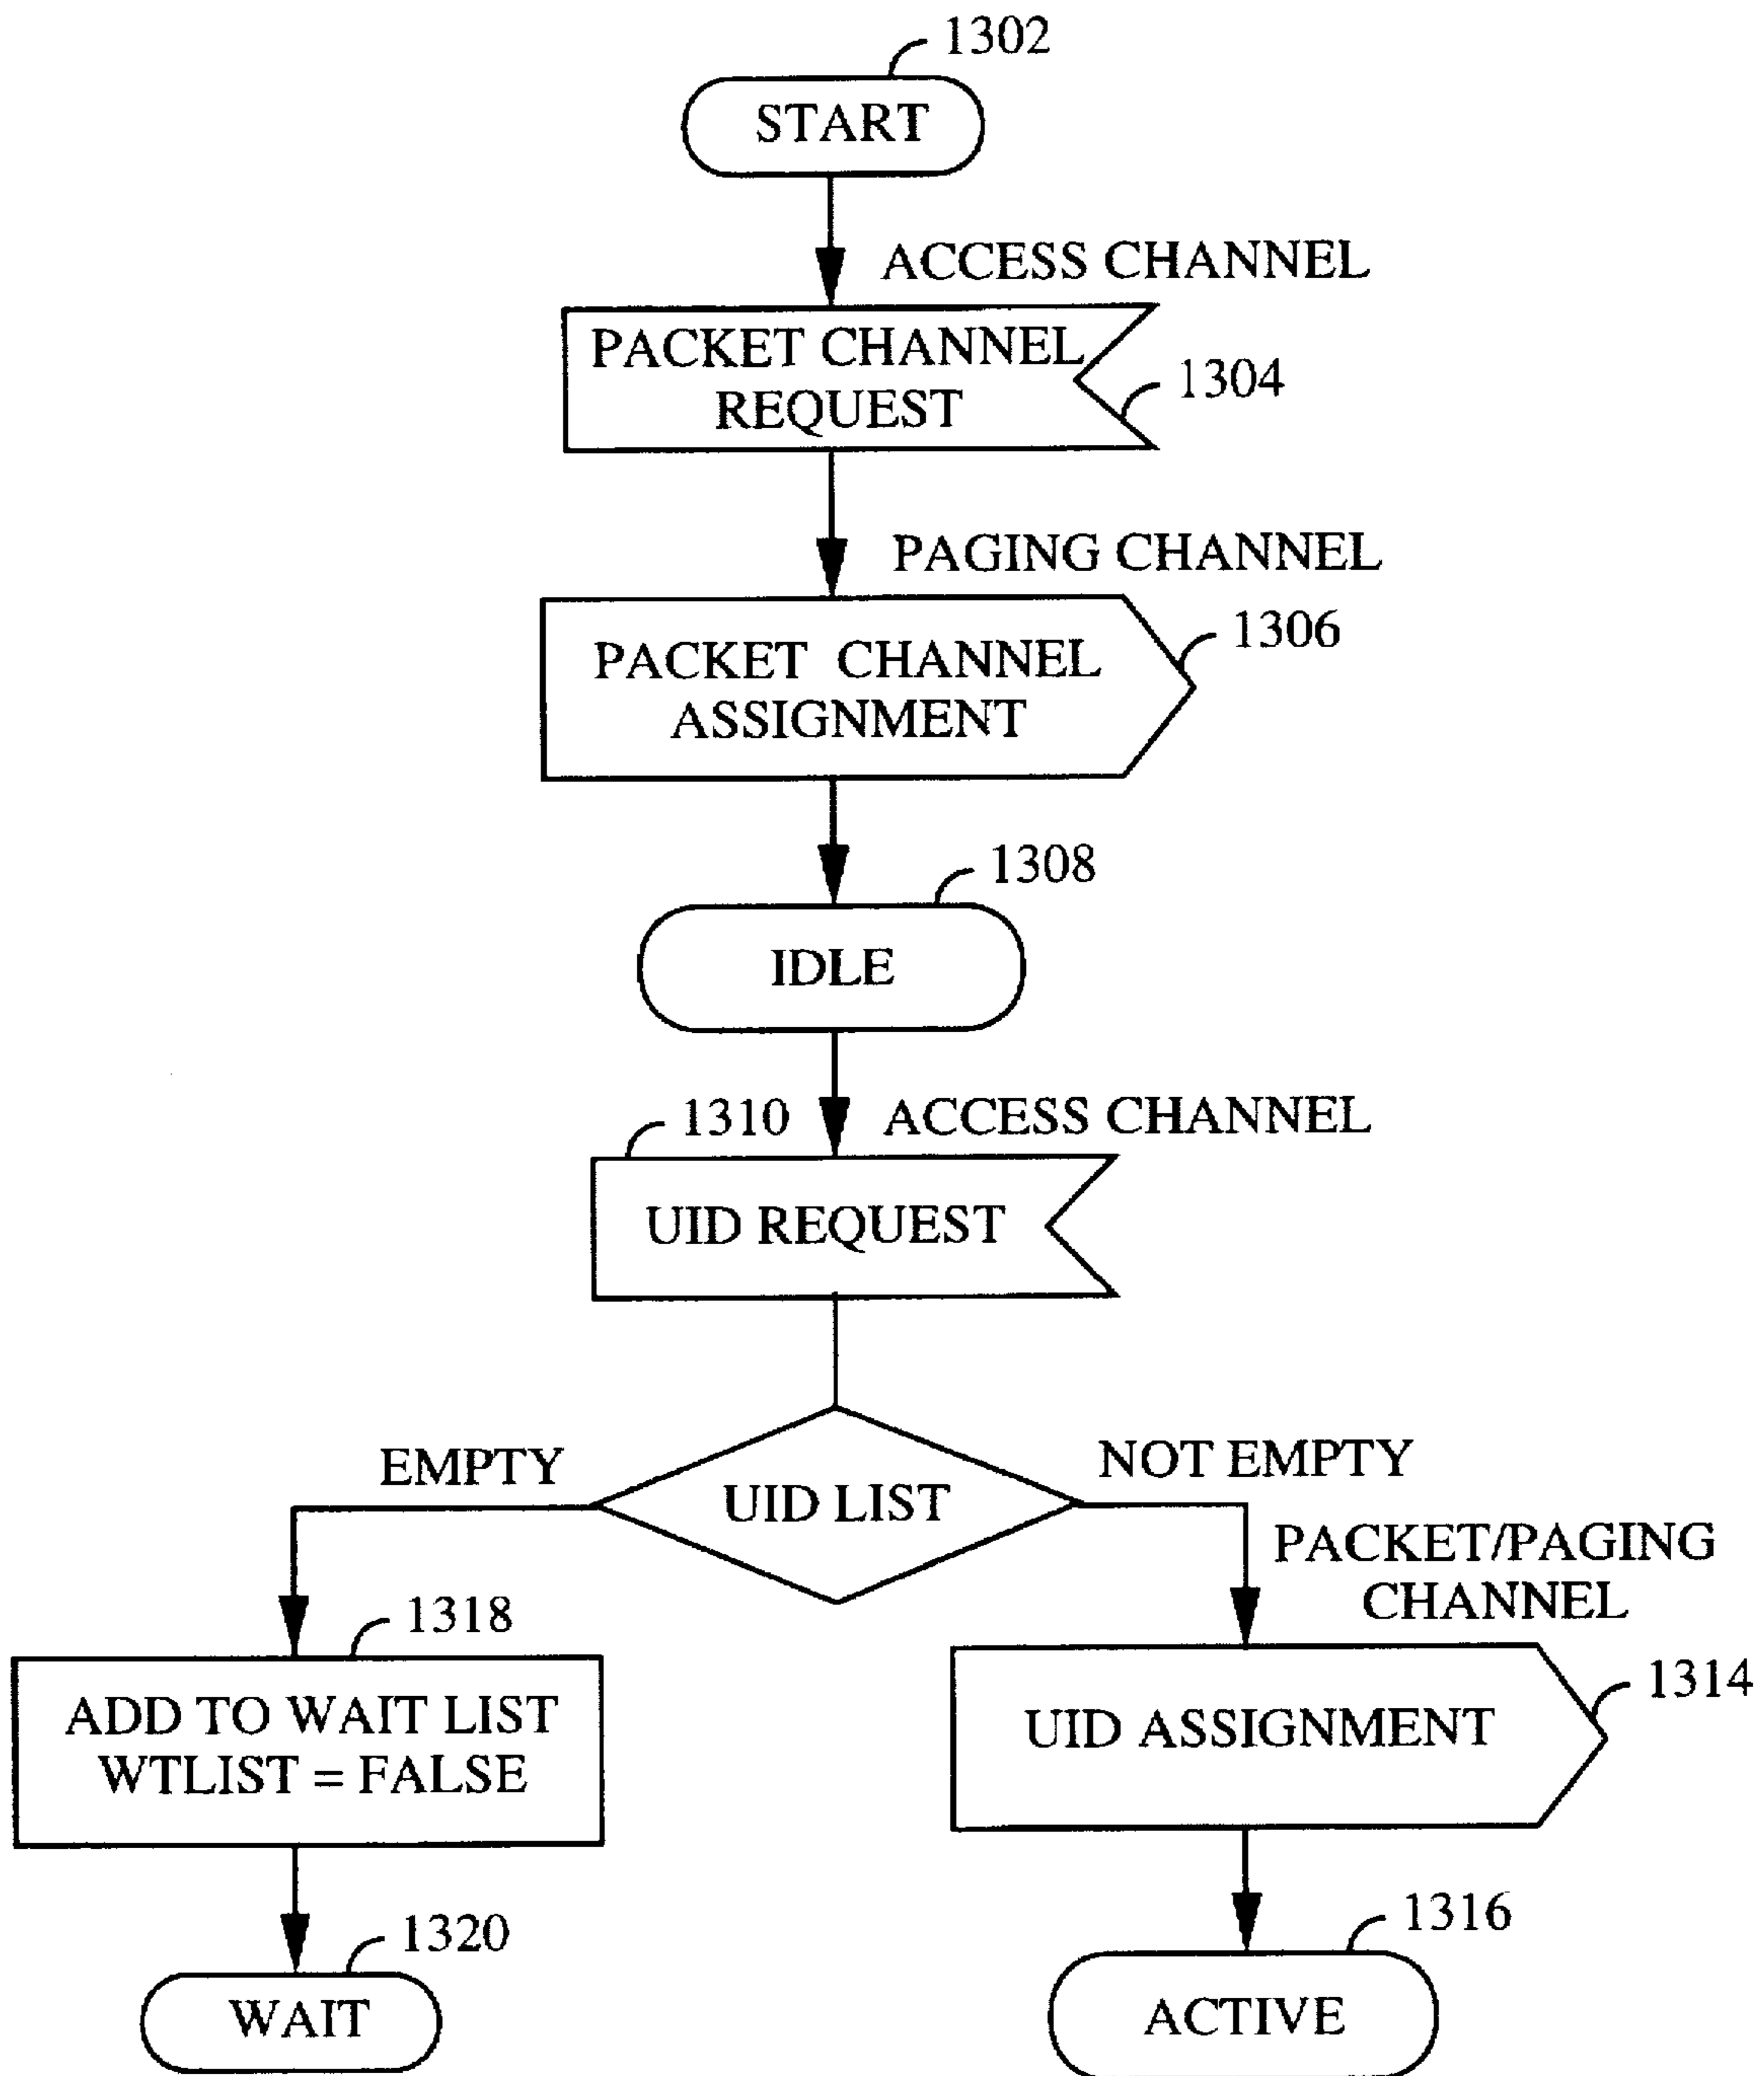 1302
START
ACCESS CHANNEL
PACKET CHANNEL
REQUEST
1304
PAGING CHANNEL
1306
PACKET CHANNEL
ASSIGNMENT
1308
IDLE
1310
ACCESS CHANNEL
UID REQUEST
EMPTY
UID LIST
NOT EMPTY
PACKET/PAGING
CHANNEL
1318
ADD TO WAIT LIST
WTLIST = FALSE
1314
UID ASSIGNMENT
1320
WAIT
1316
ACTIVE